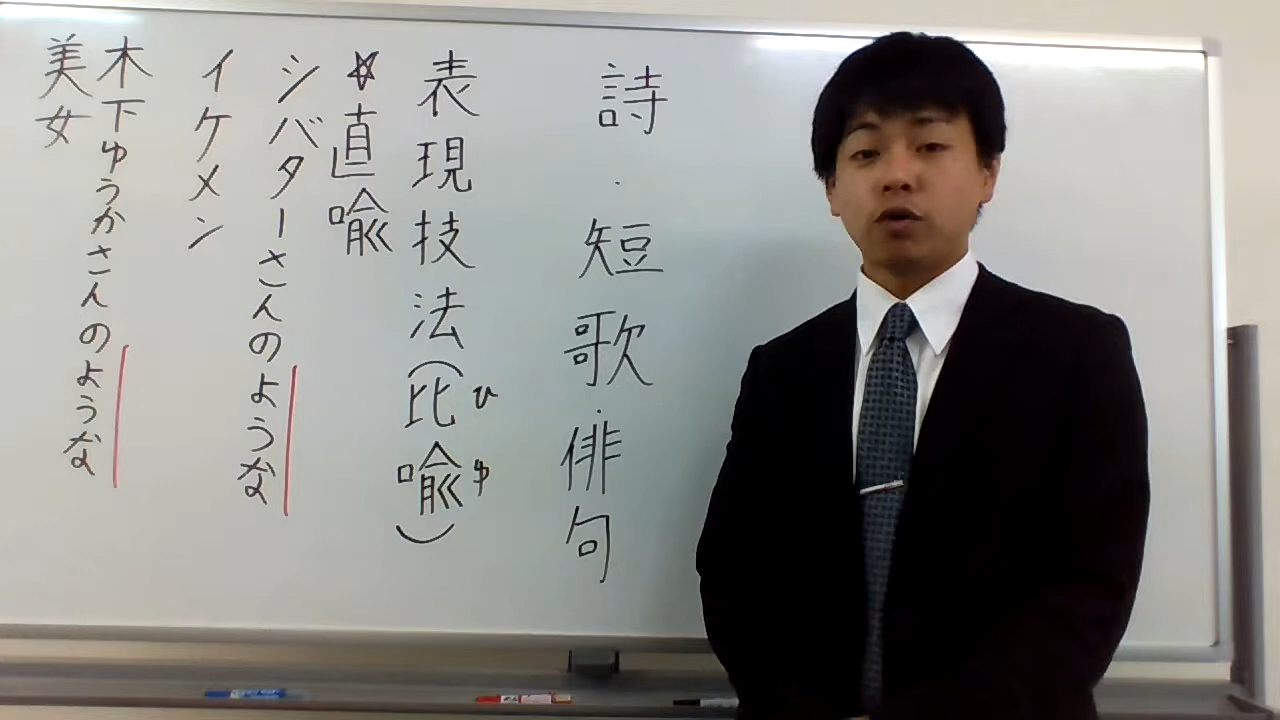 詩・短歌・俳句
表現技法(比喩)
ひゆ
☆直喩
シバターさんのような
イケメン
木下ゆうかさんのような
美女